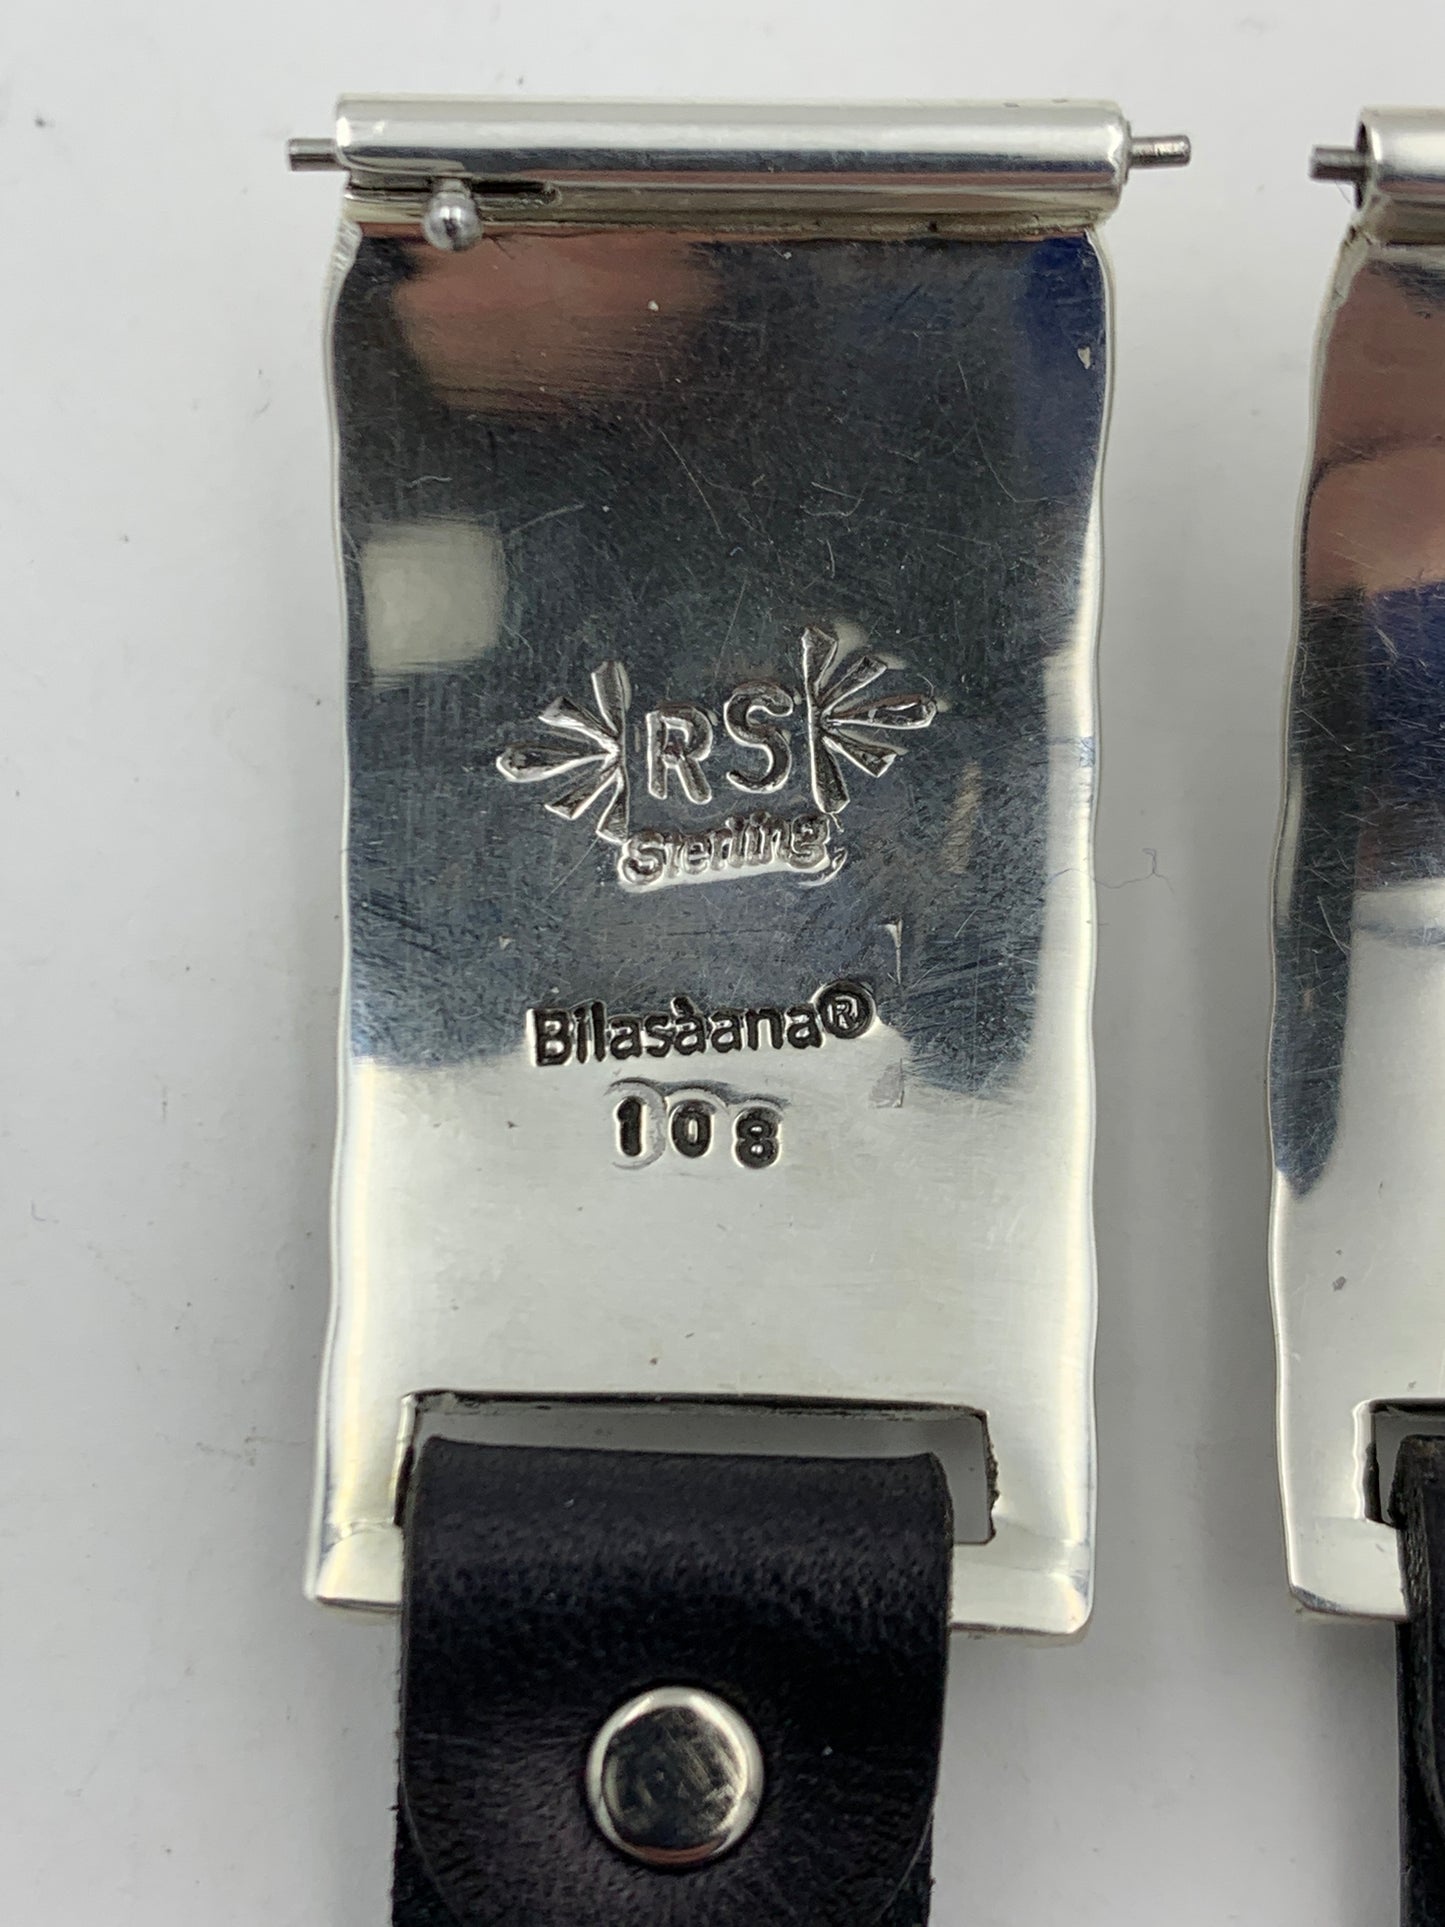 RS
Sterling
Bilasàana®
108